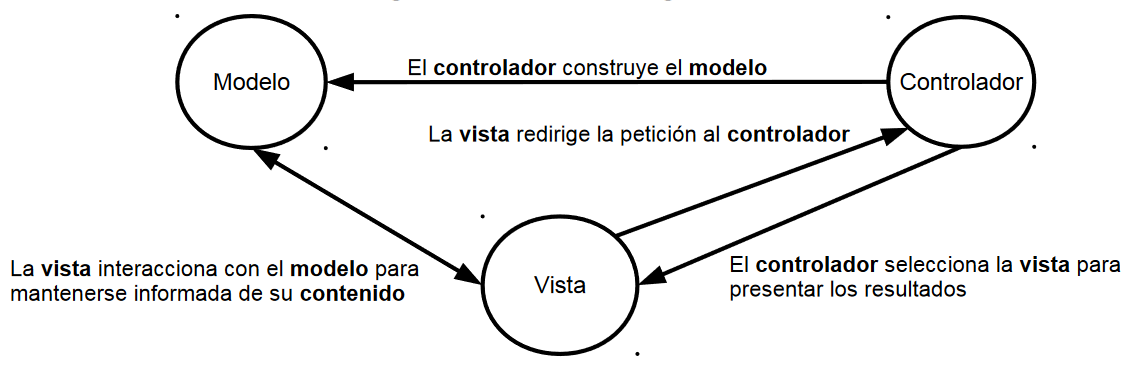 El controlador construye el modelo
Modelo
Controlador
La vista redirige la petición al controlador
La vista interacciona con el modelo para
mantenerse informada de su contenido
Vista
El controlador selecciona la vista para
presentar los resultados